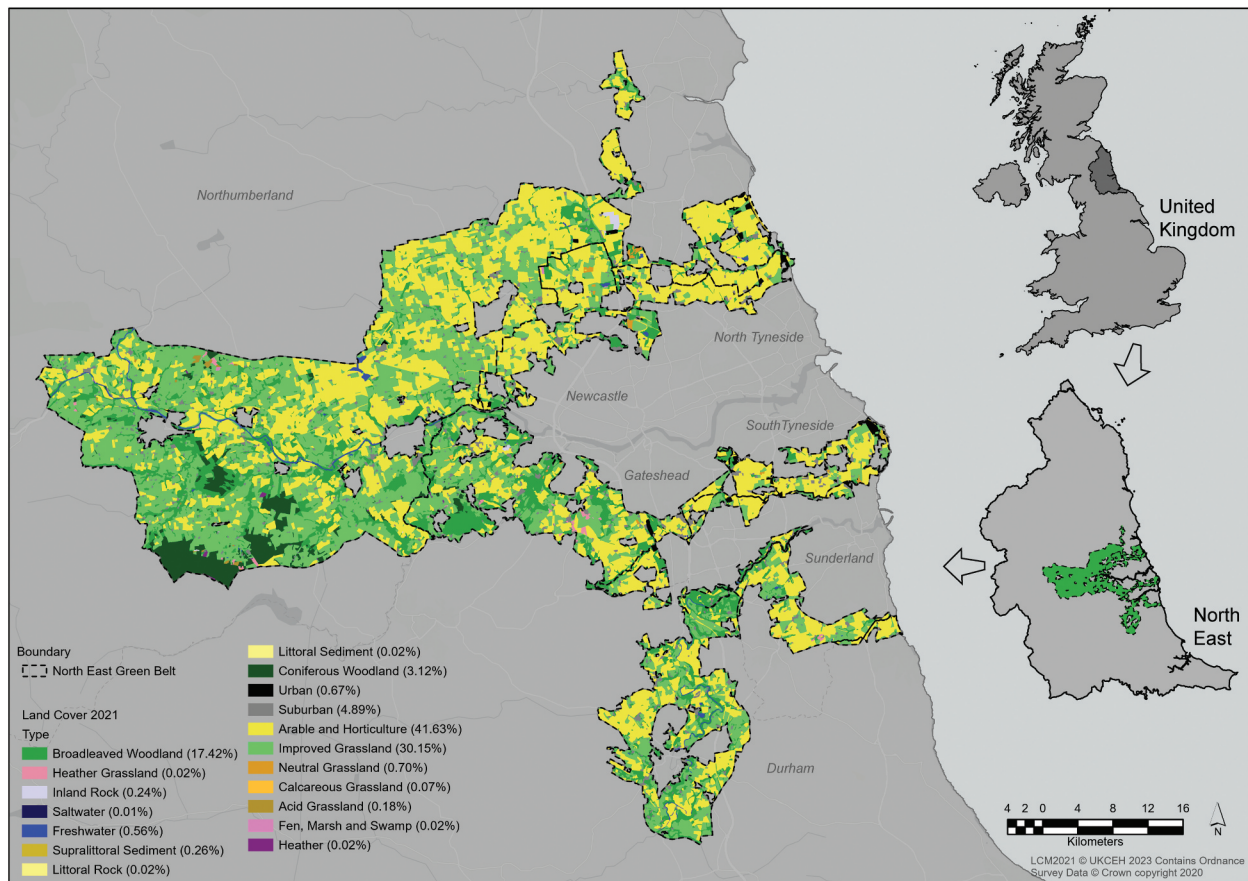 Northumberland
North Tyneside
Newcastle
SouthTyneside
Gateshead
Sunderland
Durham
United
Kingdom
North
East
Boundary
North East Green Belt
Land Cover 2021
Type
Broadleaved Woodland (17.42%)
Heather Grassland (0.02%)
Inland Rock (0.24%)
Saltwater (0.01%)
Freshwater (0.56%)
Supralittoral Sediment (0.26%)
Littoral Rock (0.02%)
Littoral Sediment (0.02%)
Coniferous Woodland (3.12%)
Urban (0.67%)
Suburban (4.89%)
Arable and Horticulture (41.63%)
Improved Grassland (30.15%)
Neutral Grassland (0.70%)
Calcareous Grassland (0.07%)
Acid Grassland (0.18%)
Fen, Marsh and Swamp (0.02%)
Heather (0.02%)
4 2 0 4 8 12 16
Kilometers
N
LCM2021 © UKCEH 2023 Contains Ordnance
Survey Data © Crown copyright 2020